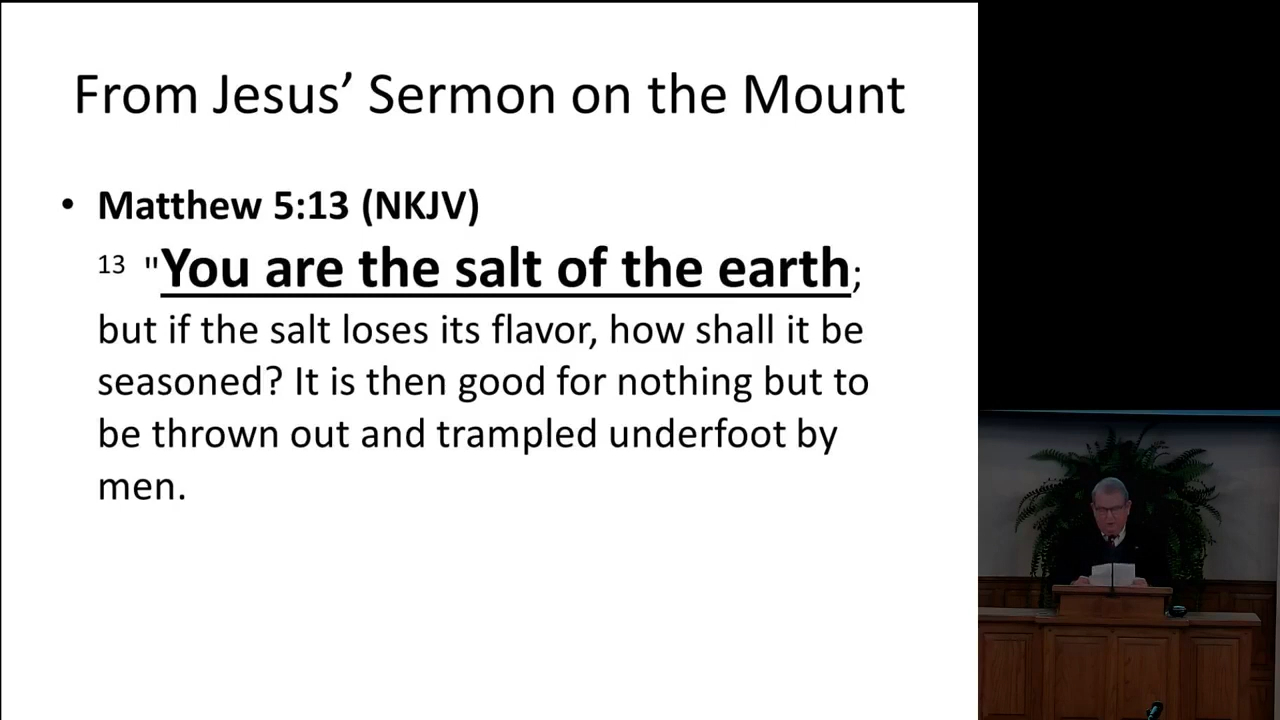 From Jesus’ Sermon on the Mount
• Matthew 5:13 (NKJV)
13 "You are the salt of the earth;
but if the salt loses its flavor, how shall it be
seasoned? It is then good for nothing but to
be thrown out and trampled underfoot by
men.